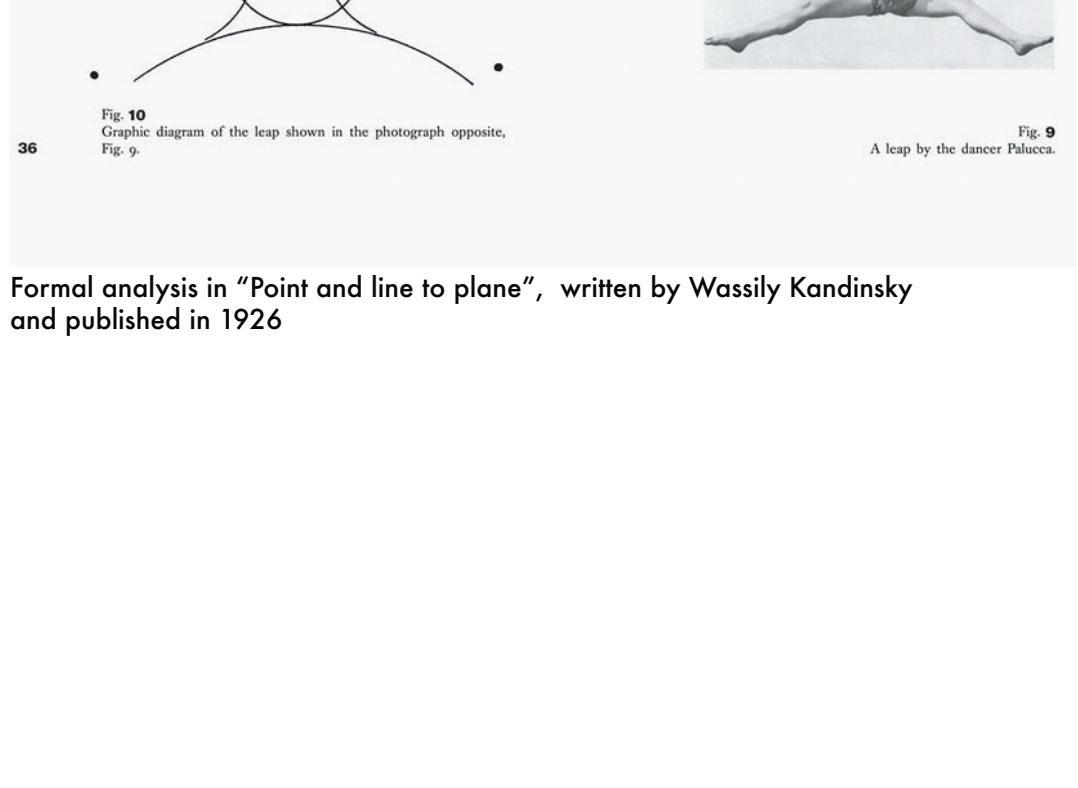 Fig. 10
Graphic diagram of the leap shown in the photograph opposite,
36 Fig. 9.
Fig. 9
A leap by the dancer Palucca.
Formal analysis in “Point and line to plane”, written by Wassily Kandinsky
and published in 1926